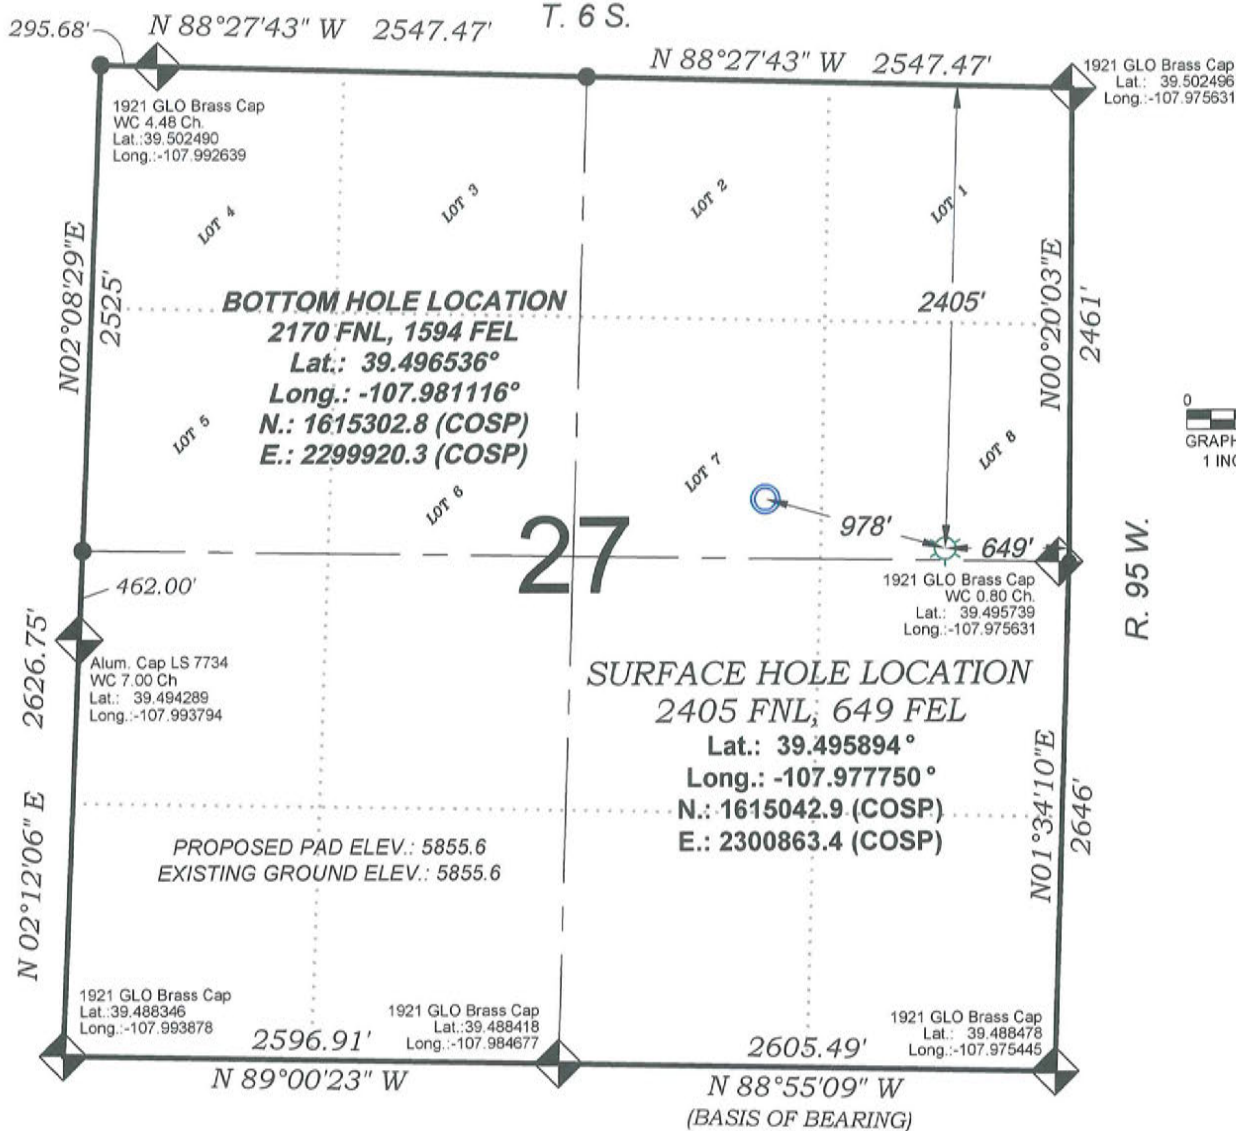 T. 6 S.
295.68'
N 88°27'43" W 2547.47'
N 88°27'43" W 2547.47'
1921 GLO Brass Cap
Lat.: 39.502496
Long.:-107.975631
1921 GLO Brass Cap
WC 4.48 Ch.
Lat.:39.502490
Long.:-107.992639
LOT 4
LOT 3
LOT 2
LOT 1
N02°08'29"E
2525'
BOTTOM HOLE LOCATION
2170 FNL, 1594 FEL
Lat.: 39.496536°
Long.: -107.981116°
N.: 1615302.8 (COSP)
E.: 2299920.3 (COSP)
2405'
N00°20'03"E
2461'
0
GRAPH
1 INC
LOT 5
LOT 6
LOT 7
LOT 8
27
978'
649'
R. 95 W.
462.00'
1921 GLO Brass Cap
WC 0.80 Ch.
Lat.: 39.495739
Long.:-107.975631
2626.75'
N 02°12'06" E
Alum. Cap LS 7734
WC 7.00 Ch
Lat.: 39.494289
Long.:-107.993794
SURFACE HOLE LOCATION
2405 FNL, 649 FEL
Lat.: 39.495894°
Long.: -107.977750°
N.: 1615042.9 (COSP)
E.: 2300863.4 (COSP)
N01°34'10"E
2646'
PROPOSED PAD ELEV.: 5855.6
EXISTING GROUND ELEV.: 5855.6
1921 GLO Brass Cap
Lat.:39.488346
Long.:-107.993878
1921 GLO Brass Cap
Lat.:39.488418
Long.:-107.984677
1921 GLO Brass Cap
Lat.: 39.488478
Long.:-107.975445
2596.91'
N 89°00'23" W
2605.49'
N 88°55'09" W
(BASIS OF BEARING)